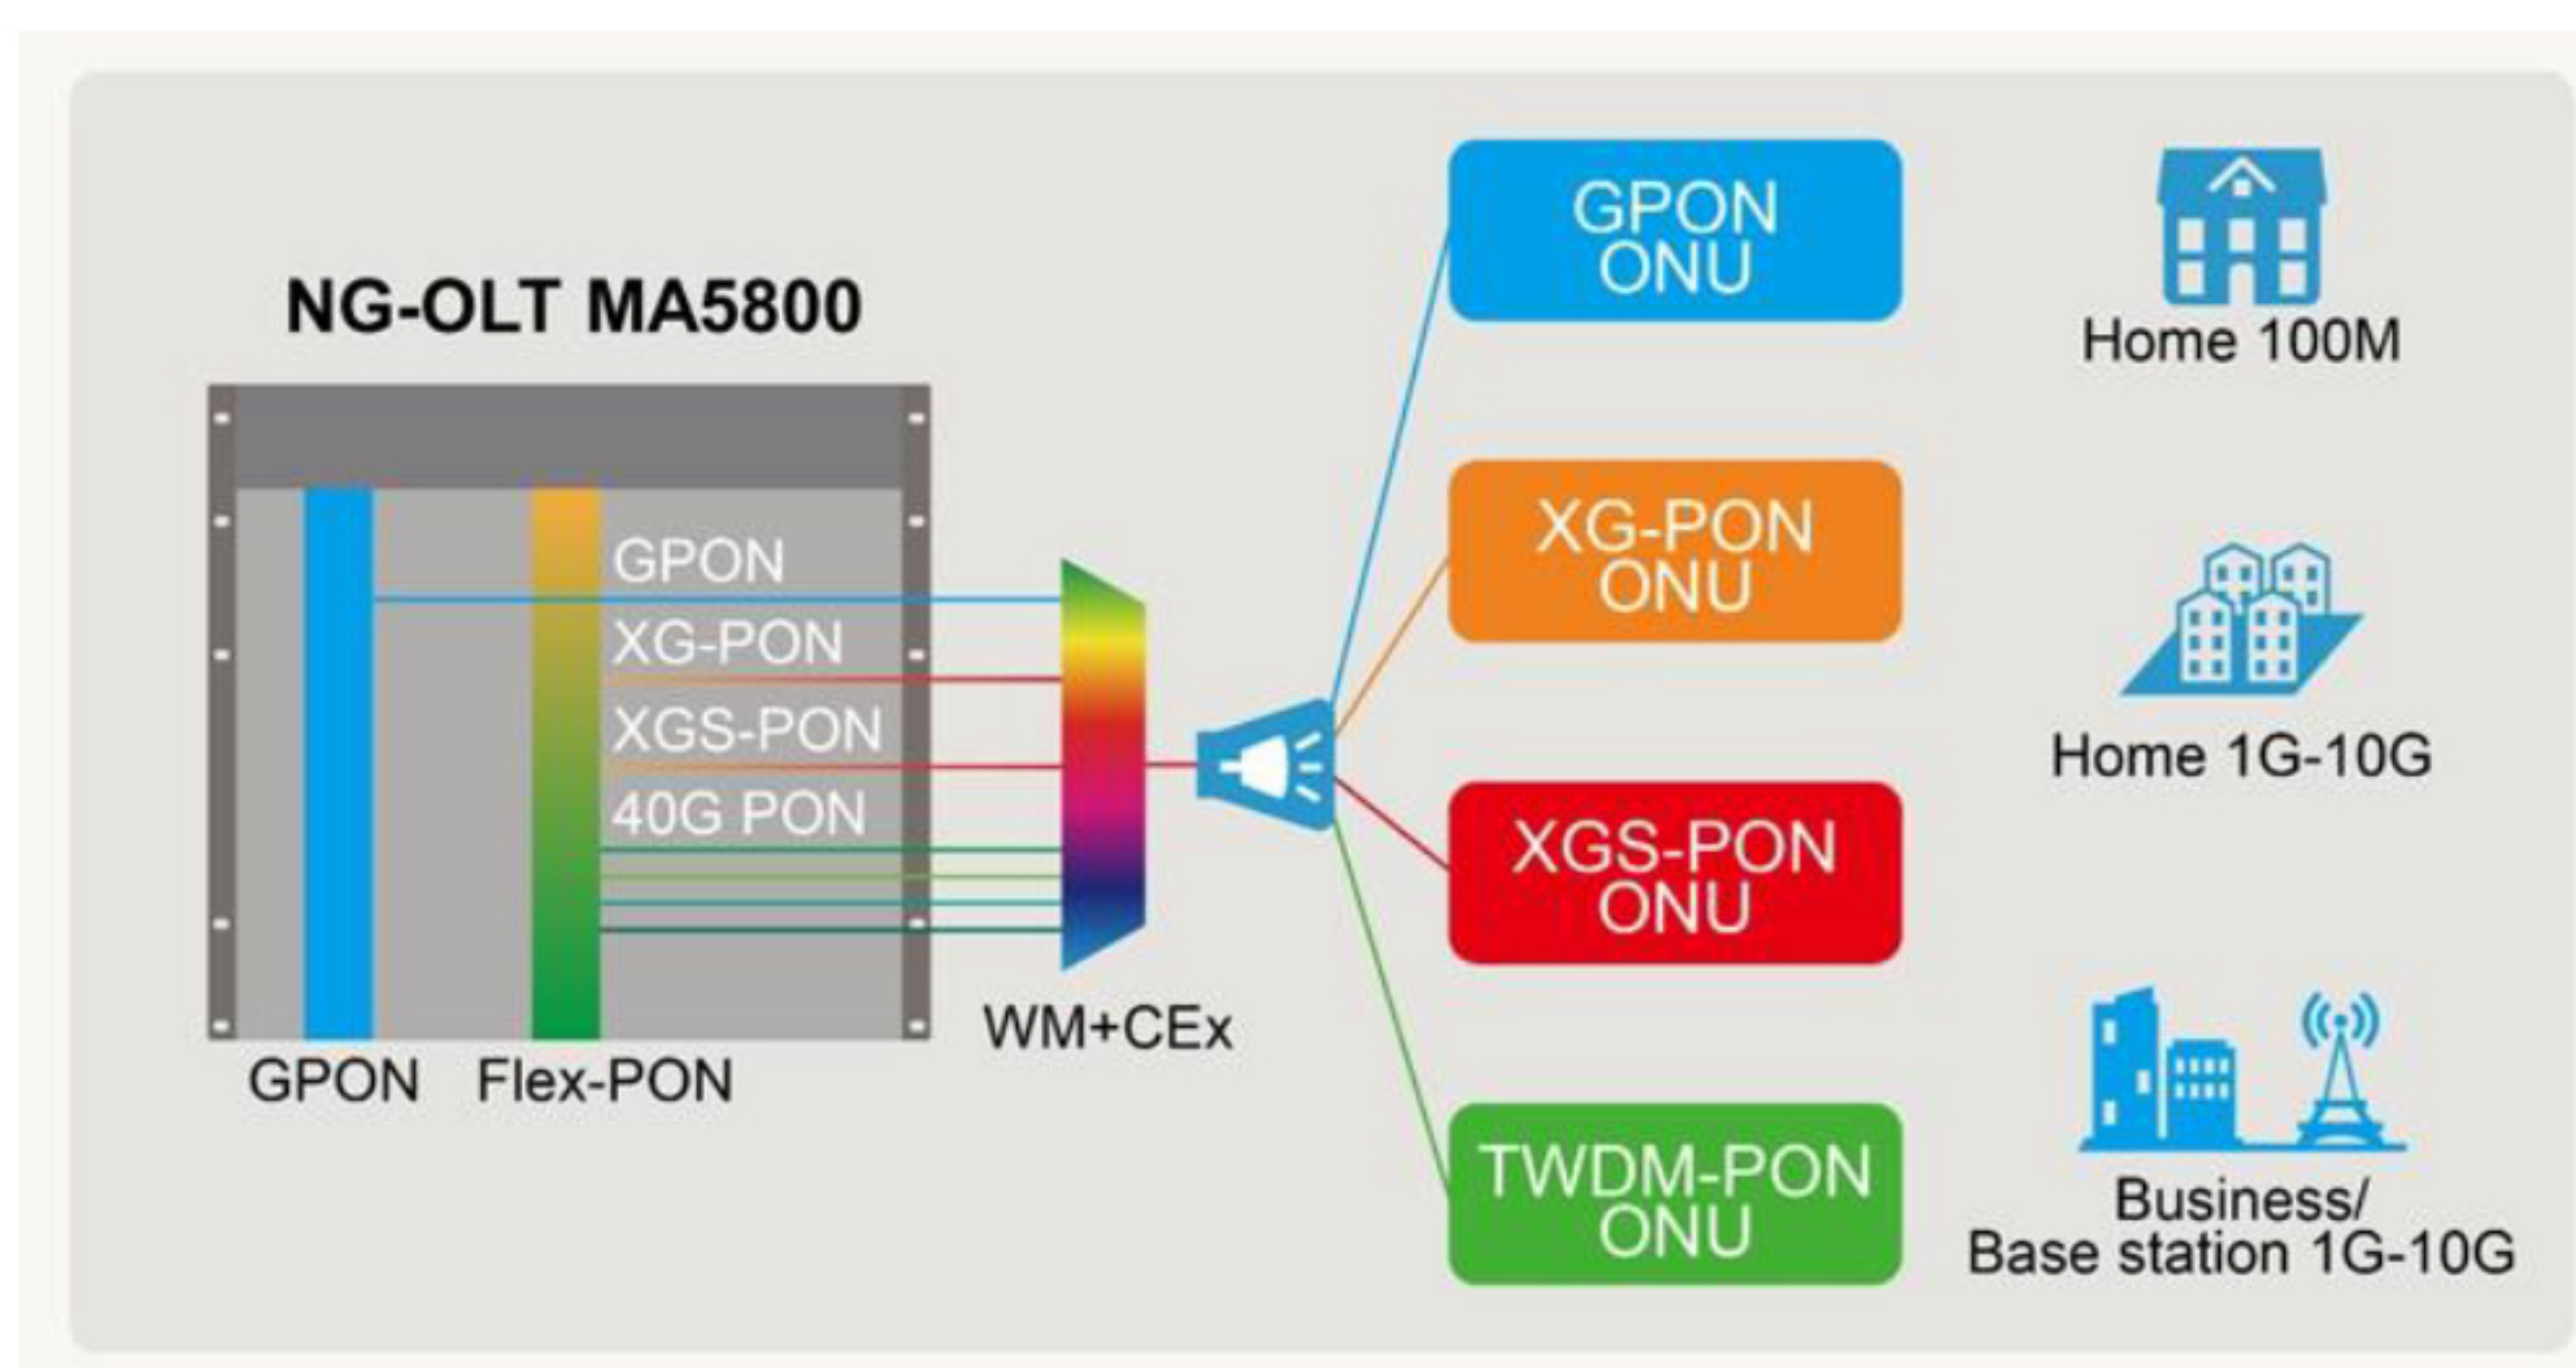 NG-OLT MA5800
GPON
XG-PON
XGS-PON
40G PON
GPON
Flex-PON
WM+CEx
GPON
ONU
XG-PON
ONU
XGS-PON
ONU
TWDM-PON
ONU
Home 100M
Home 1G-10G
Business/
Base station 1G-10G